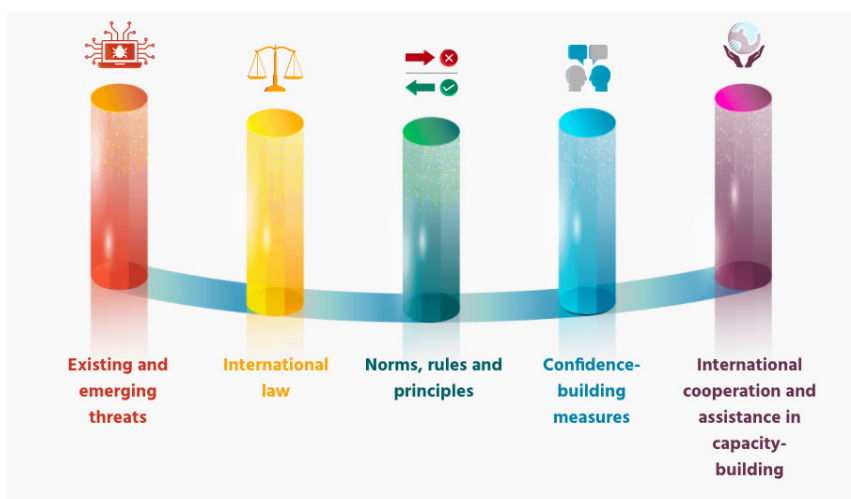 Existing and
emerging
threats
International
law
Norms, rules and
principles
Confidence-
building
measures
International
cooperation and
assistance in
capacity-
building